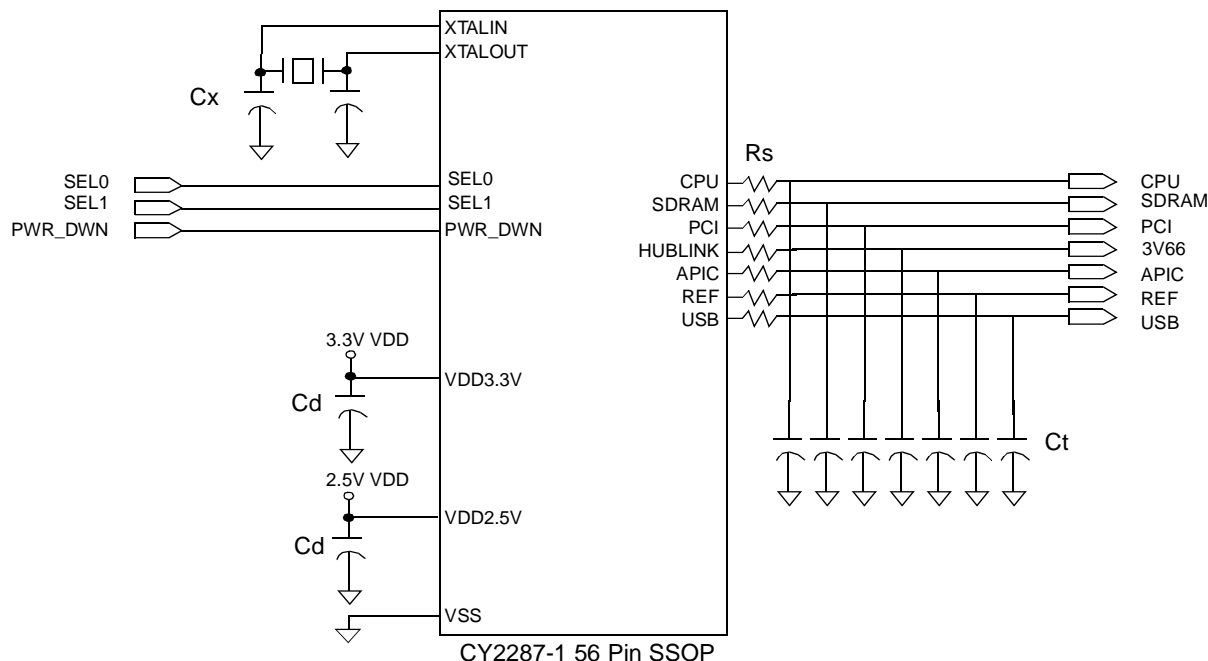 XTALIN
XTALOUT
Cx
SEL0
SEL1
PWR_DWN
SEL0
SEL1
PWR_DWN
Rs
CPU
SDRAM
PCI
HUBLINK
APIC
REF
USB
CPU
SDRAM
PCI
3V66
APIC
REF
USB
3.3V VDD
VDD3.3V
Cd
Ct
2.5V VDD
VDD2.5V
Cd
VSS
CY2287-1 56 Pin SSOP